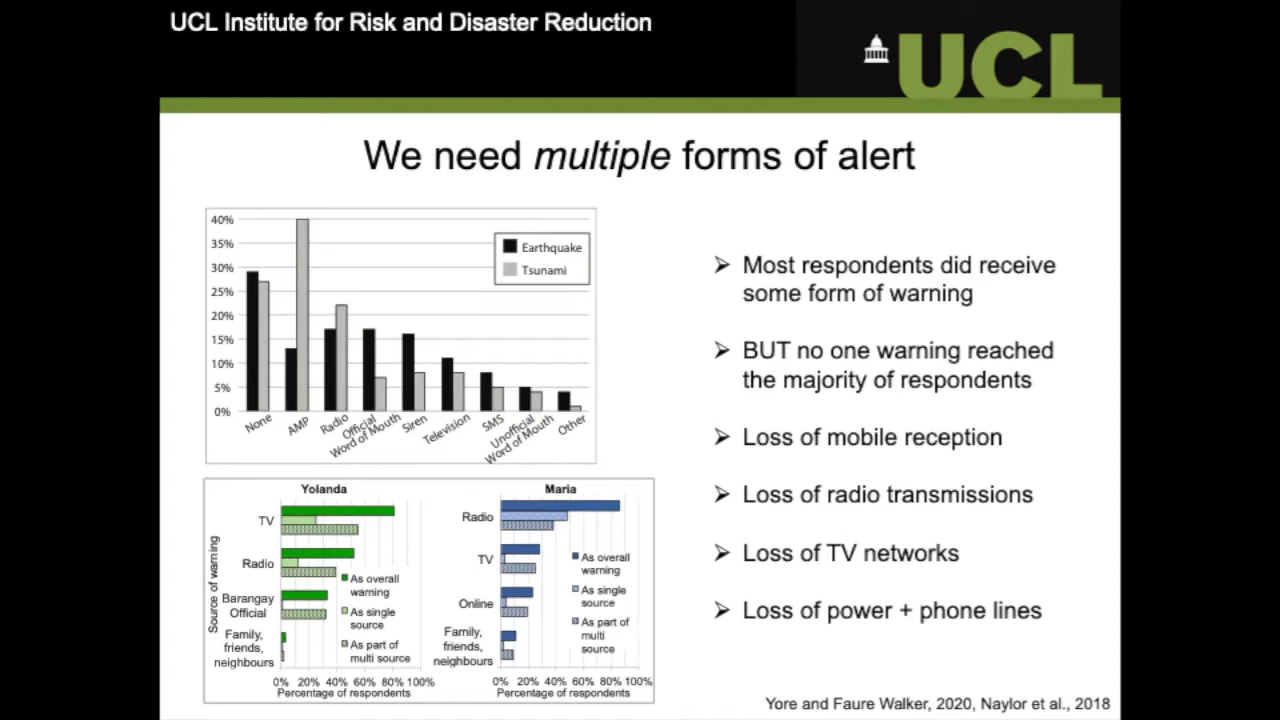 UCL Institute for Risk and Disaster Reduction
UCL
We need multiple forms of alert
40%
35%
30%
25%
20%
15%
10%
5%
0%
Earthquake
Tsunami
None
AMP
Radio
Official
Word of Mouth
Siren
Television
SMS
Unofficial
Word of Mouth
Other
Yolanda
Source of warning
TV
Radio
Barangay
Official
Family,
friends,
neighbours
As overall
warning
As single
source
As part of
multi source
0% 20% 40% 60% 80% 100%
Percentage of respondents
Maria
Radio
TV
Online
Family,
friends,
neighbours
As overall
warning
As single
source
As part of
multi
source
0% 20% 40% 60% 80% 100%
Percentage of respondents
➢ Most respondents did receive
some form of warning
➢ BUT no one warning reached
the majority of respondents
➢ Loss of mobile reception
➢ Loss of radio transmissions
➢ Loss of TV networks
➢ Loss of power + phone lines
Yore and Faure Walker, 2020, Naylor et al., 2018